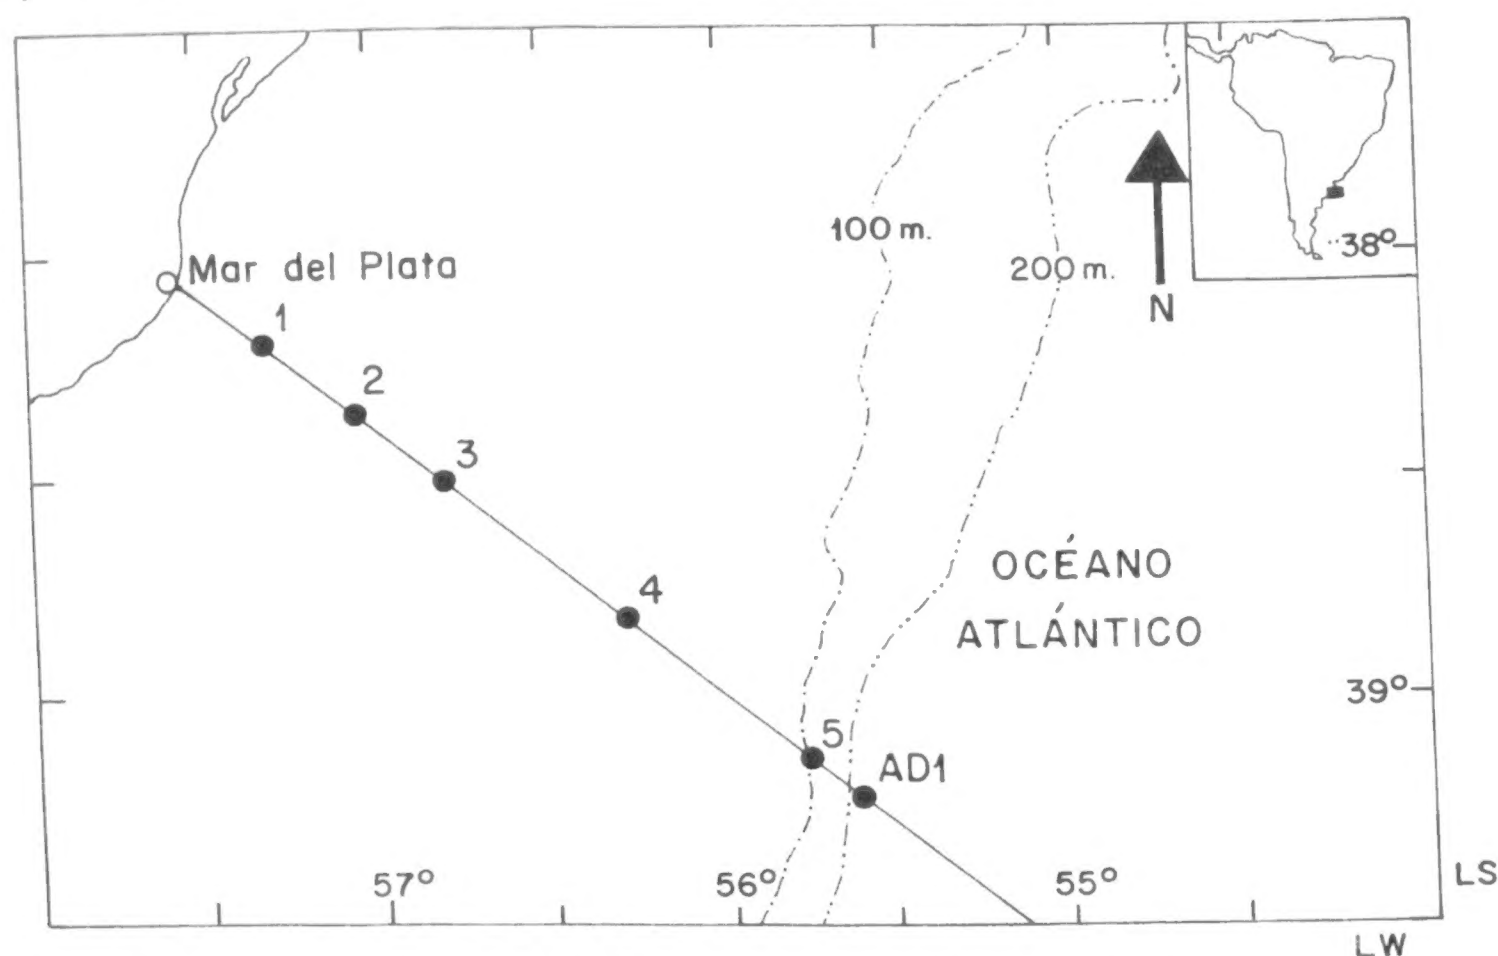 38°
100 m.
Mar del Plata
200 m.
N
1
2
3
OCÉANO
4
ATLÁNTICO
39°
5
AD1
57°
56°
55°
LS
LW